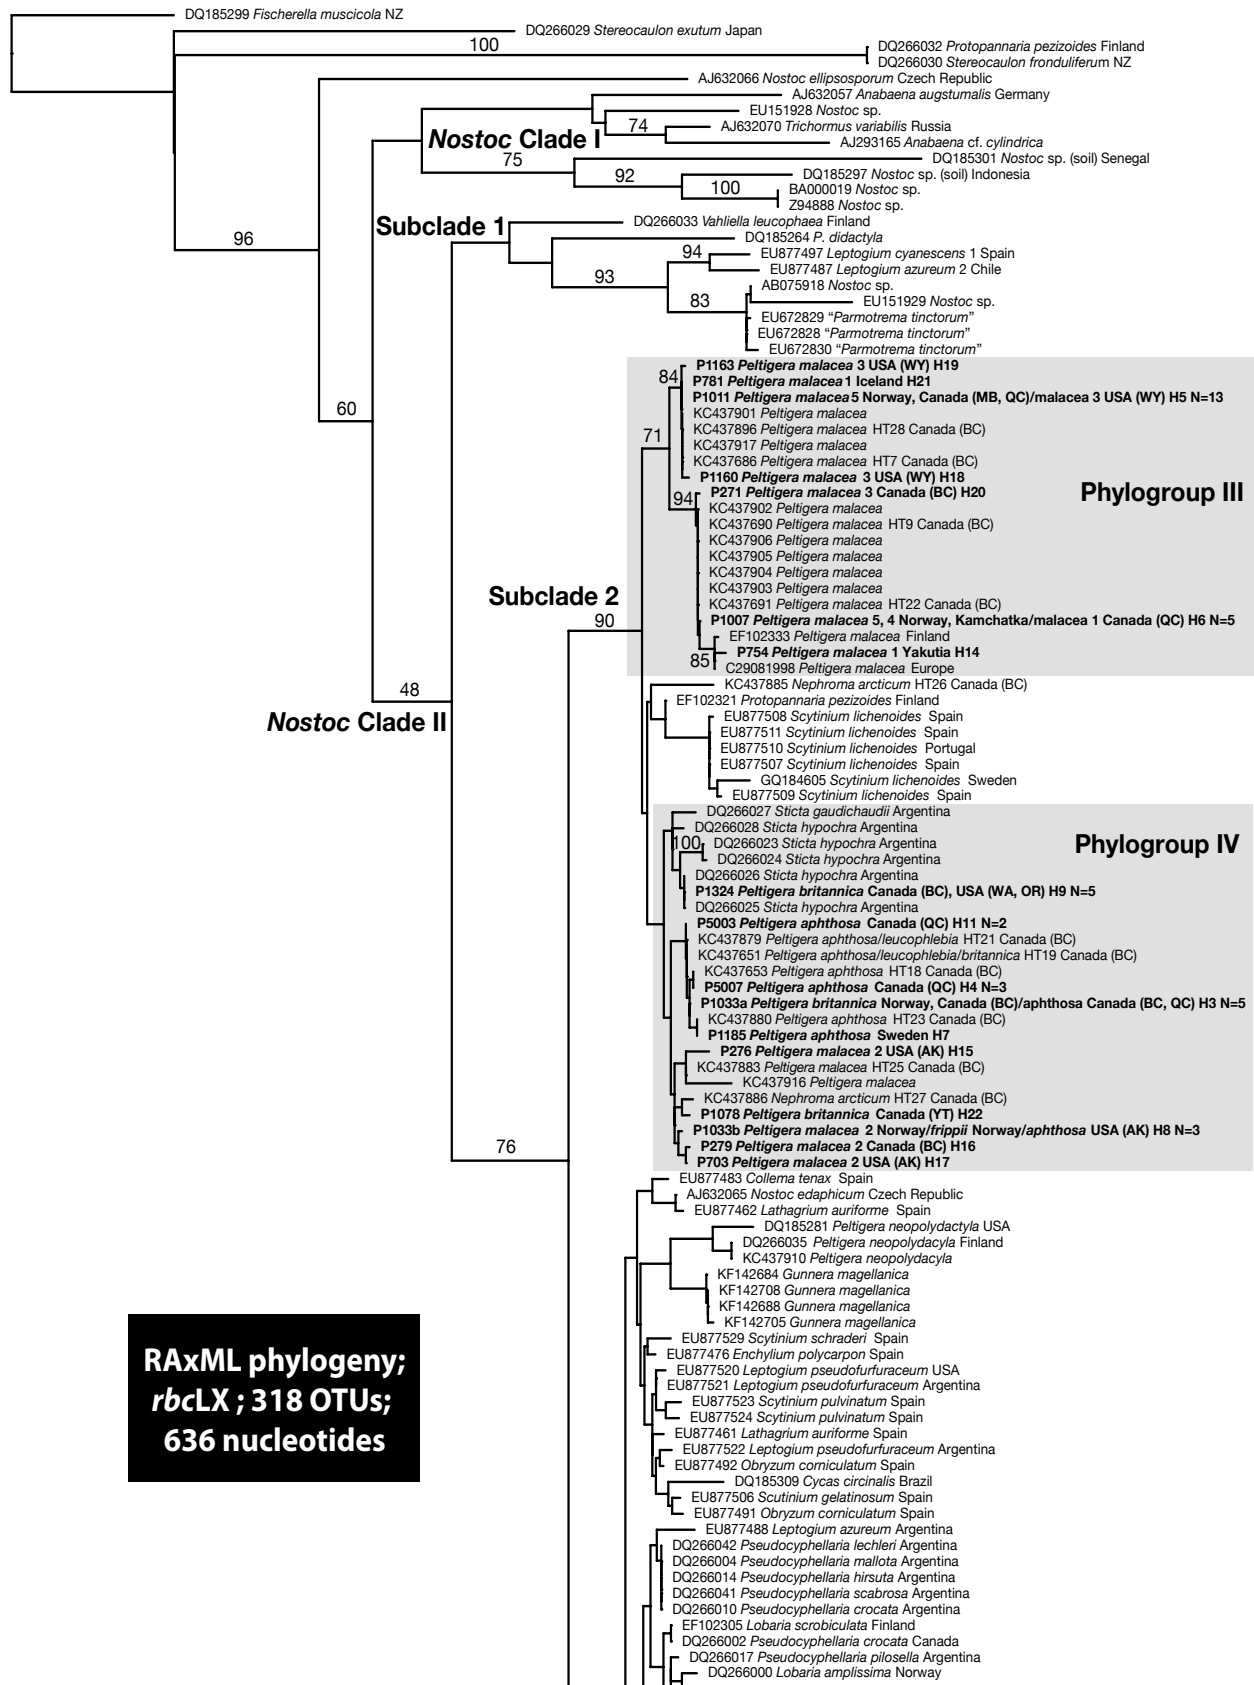 DQ185299 Fischerella muscicola NZ
DQ266029 Stereocaulon exutum Japan
100
DQ266032 Protopannaria pezizoides Finland
DQ266030 Stereocaulon fronduliferum NZ
AJ632066 Nostoc ellipsosporum Czech Republic
AJ632057 Anabaena augstumalis Germany
EU151928 Nostoc sp.
74
AJ632070 Trichormus variabilis Russia
Nostoc Clade I
AJ293165 Anabaena cf. cylindrica
75
DQ185301 Nostoc sp. (soil) Senegal
92
DQ185297 Nostoc sp. (soil) Indonesia
100
BA000019 Nostoc sp.
Z94888 Nostoc sp.
96
Subclade 1
DQ266033 Vahliella leucophaea Finland
DQ185264 P. didactyla
94
EU877497 Leptogium cyanescens 1 Spain
93
EU877487 Leptogium azureum 2 Chile
83
AB075918 Nostoc sp.
EU151929 Nostoc sp.
EU672829 “Parmotrema tinctorum”
EU672828 “Parmotrema tinctorum”
EU672830 “Parmotrema tinctorum”
P1163 Peltigera malacea 3 USA (WY) H19
84
P781 Peltigera malacea 1 Iceland H21
P1011 Peltigera malacea 5 Norway, Canada (MB, QC)/malacea 3 USA (WY) H5 N=13
60
KC437901 Peltigera malacea
KC437896 Peltigera malacea HT28 Canada (BC)
71
KC437917 Peltigera malacea
KC437686 Peltigera malacea HT7 Canada (BC)
P1160 Peltigera malacea 3 USA (WY) H18
Phylogroup III
94
P271 Peltigera malacea 3 Canada (BC) H20
KC437902 Peltigera malacea
KC437690 Peltigera malacea HT9 Canada (BC)
KC437906 Peltigera malacea
KC437905 Peltigera malacea
KC437904 Peltigera malacea
KC437903 Peltigera malacea
Subclade 2
KC437691 Peltigera malacea HT22 Canada (BC)
90
P1007 Peltigera malacea 5, 4 Norway, Kamchatka/malacea 1 Canada (QC) H6 N=5
EF102333 Peltigera malacea Finland
P754 Peltigera malacea 1 Yakutia H14
85
C29081998 Peltigera malacea Europe
48
KC437885 Nephroma arcticum HT26 Canada (BC)
EF102321 Protopannaria pezizoides Finland
Nostoc Clade II
EU877508 Scytinium lichenoides Spain
EU877511 Scytinium lichenoides Spain
EU877510 Scytinium lichenoides Portugal
EU877507 Scytinium lichenoides Spain
GQ184605 Scytinium lichenoides Sweden
EU877509 Scytinium lichenoides Spain
DQ266027 Sticta gaudichaudii Argentina
DQ266028 Sticta hypochra Argentina
Phylogroup IV
100
DQ266023 Sticta hypochra Argentina
DQ266024 Sticta hypochra Argentina
DQ266026 Sticta hypochra Argentina
P1324 Peltigera britannica Canada (BC), USA (WA, OR) H9 N=5
DQ266025 Sticta hypochra Argentina
P5003 Peltigera aphthosa Canada (QC) H11 N=2
KC437879 Peltigera aphthosa/leucophlebia HT21 Canada (BC)
KC437651 Peltigera aphthosa/leucophlebia/britannica HT19 Canada (BC)
KC437653 Peltigera aphthosa HT18 Canada (BC)
P5007 Peltigera aphthosa Canada (QC) H4 N=3
P1033a Peltigera britannica Norway, Canada (BC)/aphthosa Canada (BC, QC) H3 N=5
KC437880 Peltigera aphthosa HT23 Canada (BC)
P1185 Peltigera aphthosa Sweden H7
P276 Peltigera malacea 2 USA (AK) H15
KC437883 Peltigera malacea HT25 Canada (BC)
KC437916 Peltigera malacea
KC437886 Nephroma arcticum HT27 Canada (BC)
P1078 Peltigera britannica Canada (YT) H22
P1033b Peltigera malacea 2 Norway/frippii Norway/aphthosa USA (AK) H8 N=3
76
P279 Peltigera malacea 2 Canada (BC) H16
P703 Peltigera malacea 2 USA (AK) H17
EU877483 Collema tenax Spain
AJ632065 Nostoc edaphicum Czech Republic
EU877462 Lathagrium auriforme Spain
DQ185281 Peltigera neopolydactyla USA
DQ266035 Peltigera neopolydacyla Finland
KC437910 Peltigera neopolydacyla
KF142684 Gunnera magellanica
KF142708 Gunnera magellanica
KF142688 Gunnera magellanica
KF142705 Gunnera magellanica
EU877529 Scytinium schraderi Spain
EU877476 Enchylium polycarpon Spain
EU877520 Leptogium pseudofurfuraceum USA
EU877521 Leptogium pseudofurfuraceum Argentina
EU877523 Scytinium pulvinatum Spain
EU877524 Scytinium pulvinatum Spain
EU877461 Lathagrium auriforme Spain
EU877522 Leptogium pseudofurfuraceum Argentina
EU877492 Obryzum corniculatum Spain
DQ185309 Cycas circinalis Brazil
EU877506 Scutinium gelatinosum Spain
EU877491 Obryzum corniculatum Spain
EU877488 Leptogium azureum Argentina
DQ266042 Pseudocyphellaria lechleri Argentina
DQ266004 Pseudocyphellaria mallota Argentina
DQ266014 Pseudocyphellaria hirsuta Argentina
DQ266041 Pseudocyphellaria scabrosa Argentina
DQ266010 Pseudocyphellaria crocata Argentina
EF102305 Lobaria scrobiculata Finland
DQ266002 Pseudocyphellaria crocata Canada
DQ266017 Pseudocyphellaria pilosella Argentina
DQ266000 Lobaria amplissima Norway
RAxML phylogeny;
rbcLX ; 318 OTUs;
636 nucleotides